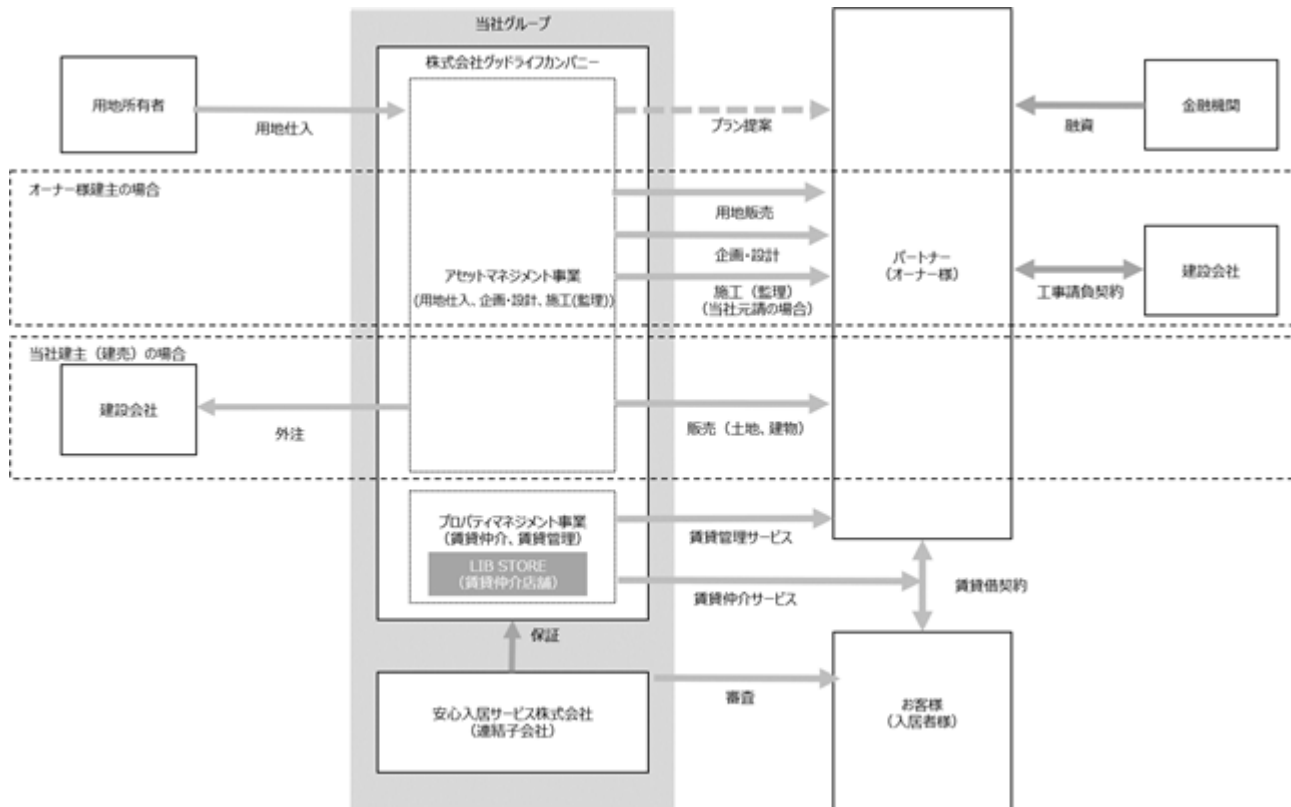 当社グループ
株式会社グッドライフカンパニー
用地所有者
用地仕入
プラン提案
融資
金融機関
オーナー様建主の場合
用地販売
企画・設計
施工（監理）
(当社元請の場合)
アセットマネジメント事業
(用地仕入、企画・設計、施工(監理))
パートナー
(オーナー様)
工事請負契約
建設会社
当社建主（建売）の場合
建設会社
外注
販売（土地、建物）
プロパティマネジメント事業
(賃貸仲介、賃貸管理)
LIB STORE
(賃貸仲介店舗)
賃貸管理サービス
賃貸仲介サービス
賃貸借契約
保証
安心入居サービス株式会社
(連結子会社)
審査
お客様
(入居者様)